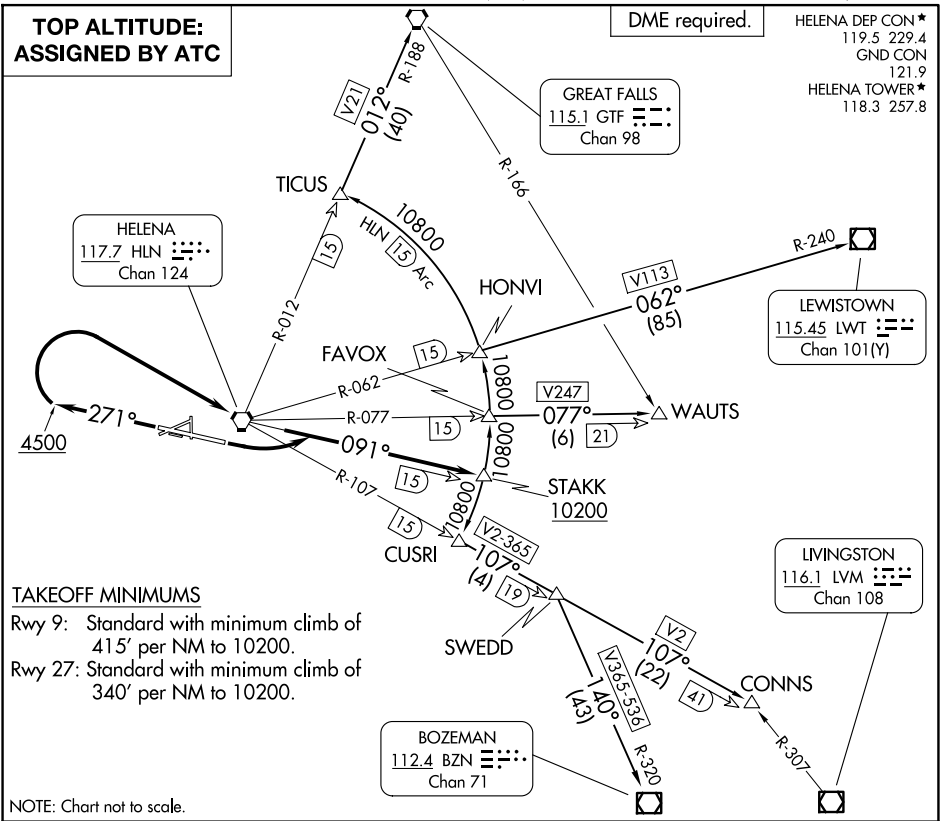 TOP ALTITUDE:
ASSIGNED BY ATC
DME required.
HELENA DEP CON★
119.5 229.4
GND CON
121.9
HELENA TOWER★
118.3 257.8
R-188
V21
012°
(40)
GREAT FALLS
115.1 GTF
Chan 98
R-166
TICUS
10800
HLN 15 Arc
HELENA
117.7 HLN
Chan 124
15
R-012
R-240
V113
062°
(85)
HONVI
LEWISTOWN
115.45 LWT
Chan 101(Y)
FAVOX
15
R-062
10800
V247
077°
(6)
21
WAUTS
R-077
15
271°
4500
091°
15
10800
STAKK
10200
R-107
15
10800
CUSRI
V2-365
107°
(4)
19
SWEDD
LIVINGSTON
116.1 LVM
Chan 108
TAKEOFF MINIMUMS
Rwy 9: Standard with minimum climb of
415' per NM to 10200.
Rwy 27: Standard with minimum climb of
340' per NM to 10200.
V2
107°
(22)
41
CONNS
V365-536
140°
(43)
R-307
R-320
BOZEMAN
112.4 BZN
Chan 71
NOTE: Chart not to scale.